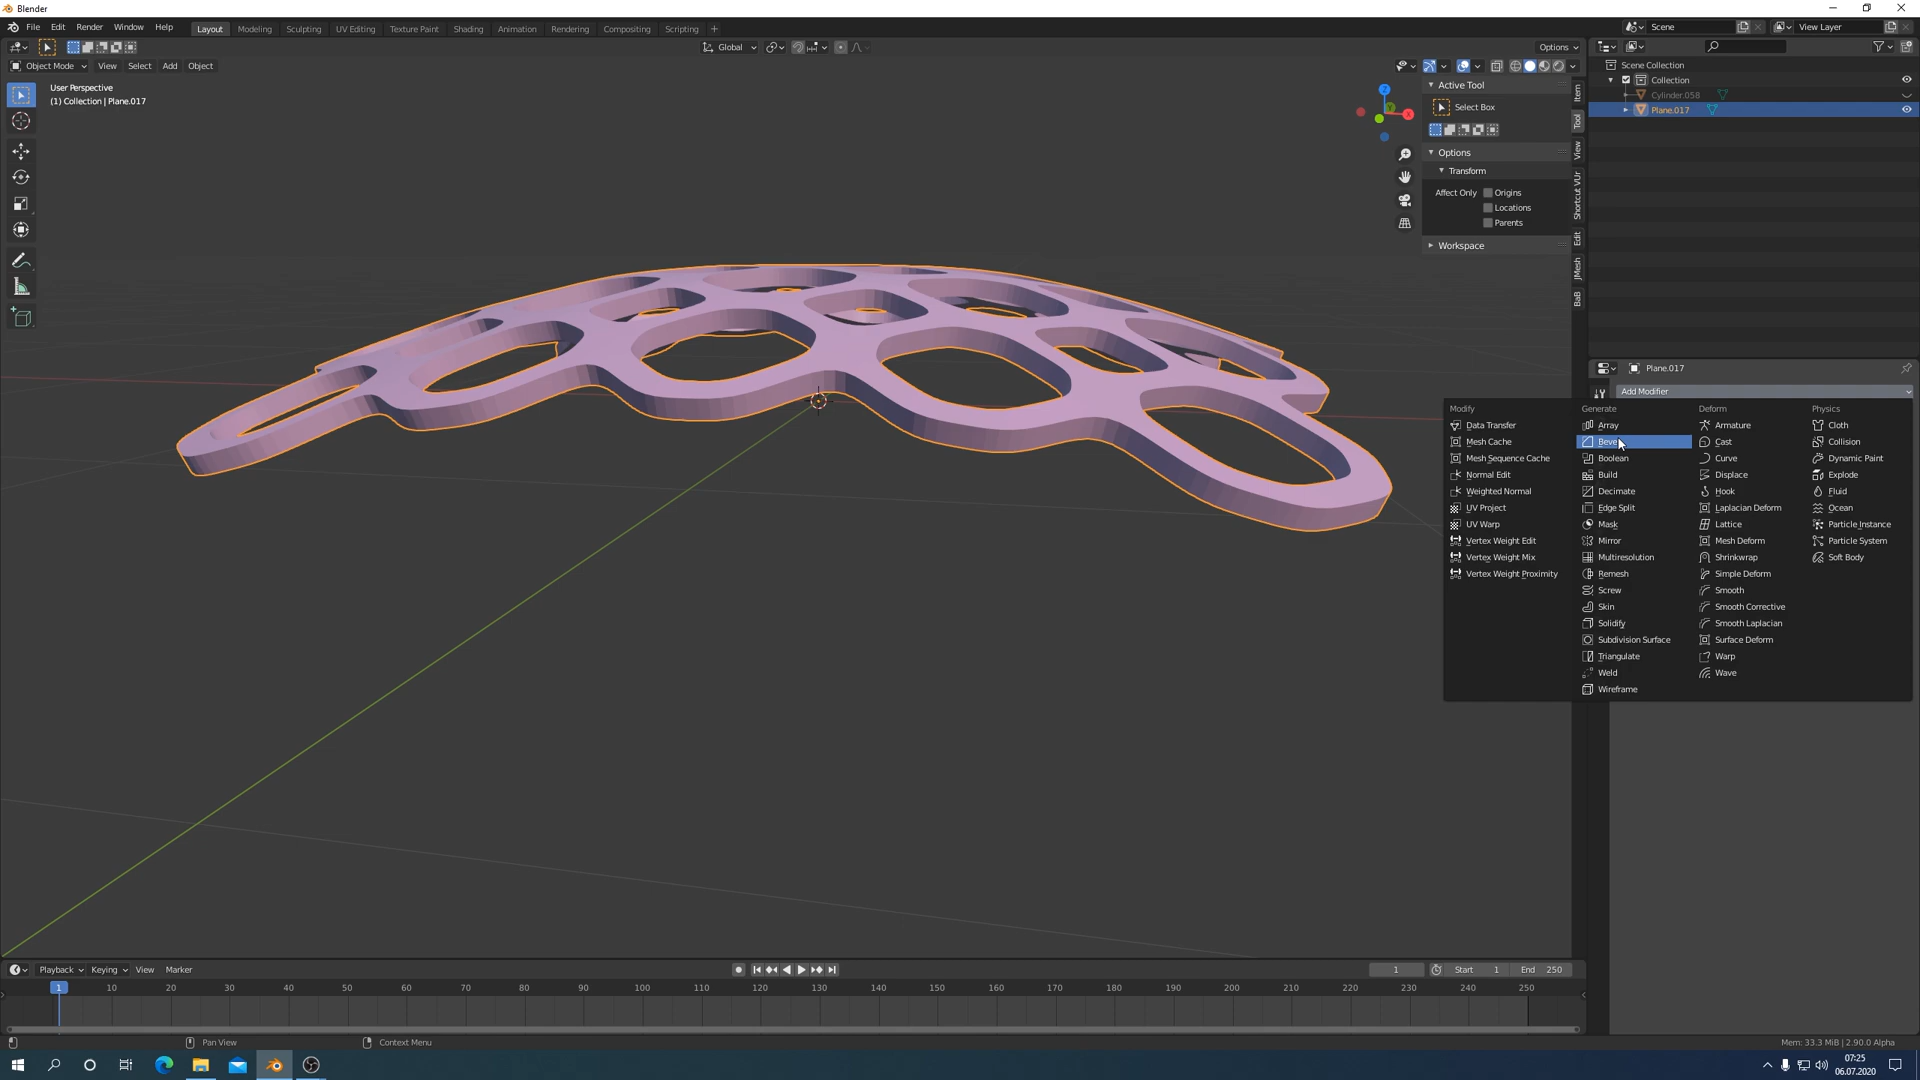 Blender
File Edit Render Window Help
Layout Modeling Sculpting UV Editing Texture Paint Shading Animation Rendering Compositing Scripting +
Scene
View Layer
Global
Options
Object Mode View Select Add Object
User Perspective
(1) Collection | Plane.017
Z
Y
X
Active Tool
Select Box
Options
Transform
Affect Only Origins
Locations
Parents
Workspace
Item
Tool
View
Shortcut VUr
Edit
JMesh
BaB
Scene Collection
Collection
Cylinder.058
Plane.017
Plane.017
Add Modifier
Modify
Data Transfer
Mesh Cache
Mesh Sequence Cache
Normal Edit
Weighted Normal
UV Project
UV Warp
Vertex Weight Edit
Vertex Weight Mix
Vertex Weight Proximity
Generate
Array
Beve
Boolean
Build
Decimate
Edge Split
Mask
Mirror
Multiresolution
Remesh
Screw
Skin
Solidify
Subdivision Surface
Triangulate
Weld
Wireframe
Deform
Armature
Cast
Curve
Displace
Hook
Laplacian Deform
Lattice
Mesh Deform
Shrinkwrap
Simple Deform
Smooth
Smooth Corrective
Smooth Laplacian
Surface Deform
Warp
Wave
Physics
Cloth
Collision
Dynamic Paint
Explode
Fluid
Ocean
Particle Instance
Particle System
Soft Body
Playback Keying View Marker
1 Start 1 End 250
1 10 20 30 40 50 60 70 80 90 100 110 120 130 140 150 160 170 180 190 200 210 220 230 240 250
Pan View
Context Menu
Mem: 33.3 MiB | 2.90.0 Alpha
07:25
06.07.2020